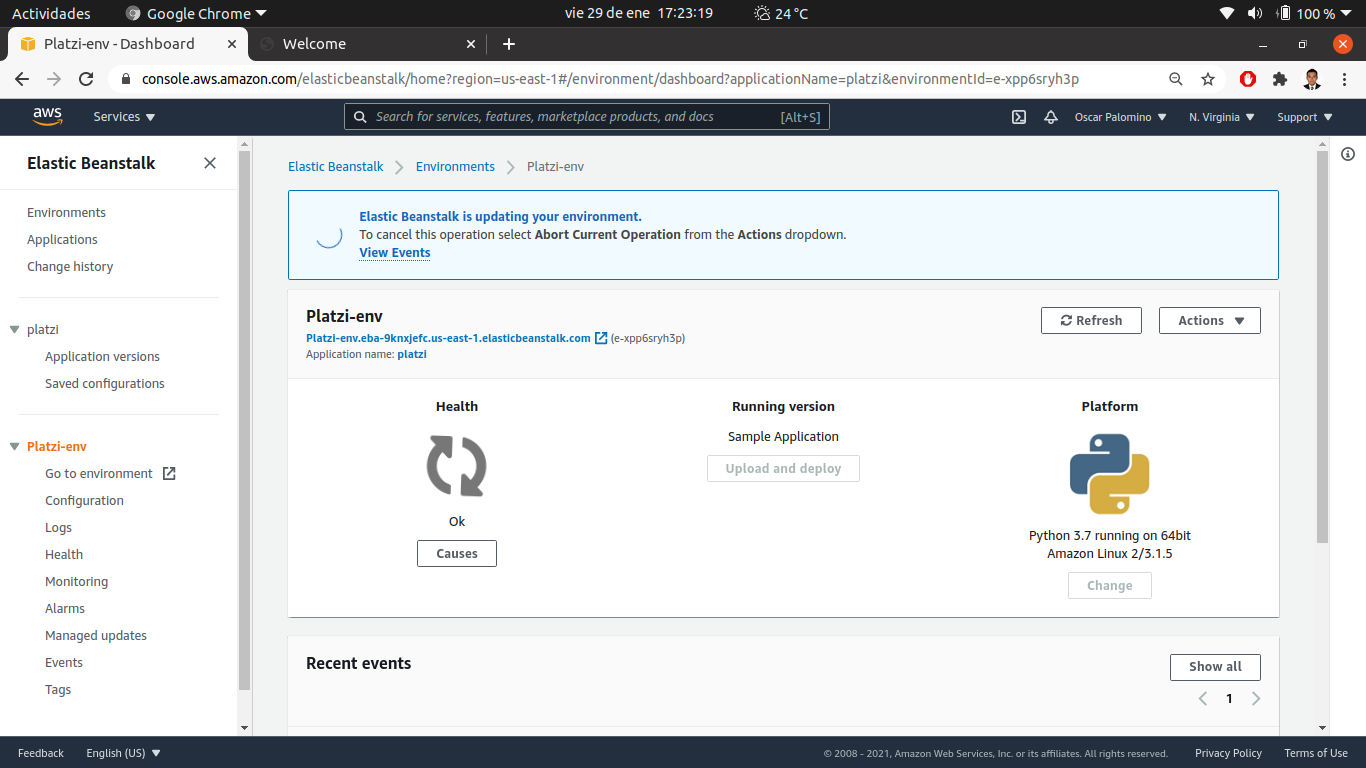 Actividades Google Chrome vie 29 de ene 17:23:19 24 °C 100 %
Platzi-env - Dashboard Welcome
console.aws.amazon.com/elasticbeanstalk/home?region=us-east-1#/environment/dashboard?applicationName=platzi&environmentId=e-xpp6sryh3p
aws Services Search for services, features, marketplace products, and docs [Alt+S] Oscar Palomino N. Virginia Support
Elastic Beanstalk
Environments
Applications
Change history
platzi
Application versions
Saved configurations
Platzi-env
Go to environment
Configuration
Logs
Health
Monitoring
Alarms
Managed updates
Events
Tags
Elastic Beanstalk Environments Platzi-env
Elastic Beanstalk is updating your environment.
To cancel this operation select Abort Current Operation from the Actions dropdown.
View Events
Platzi-env
Platzi-env.eba-9knxjefc.us-east-1.elasticbeanstalk.com (e-xpp6sryh3p)
Application name: platzi
Refresh Actions
Health
Ok
Causes
Running version
Sample Application
Upload and deploy
Platform
Python 3.7 running on 64bit
Amazon Linux 2/3.1.5
Change
Recent events
Show all
1
Feedback English (US) © 2008 - 2021, Amazon Web Services, Inc. or its affiliates. All rights reserved. Privacy Policy Terms of Use